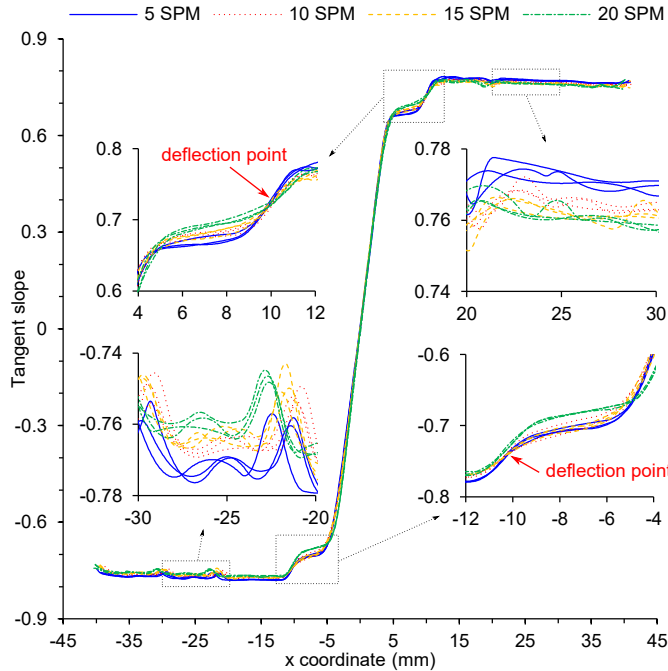 5 SPM 10 SPM 15 SPM 20 SPM
0.9
0.6
0.3
0
-0.3
-0.6
-0.9
Tangent slope
-45 -35 -25 -15 -5 5 15 25 35 45
x coordinate (mm)
0.8
0.7
0.6
4 6 8 10 12
deflection point
0.78
0.76
0.74
20 25 30
-0.74
-0.76
-0.78
-30 -25 -20
-0.6
-0.7
-0.8
-12 -10 -8 -6 -4
deflection point